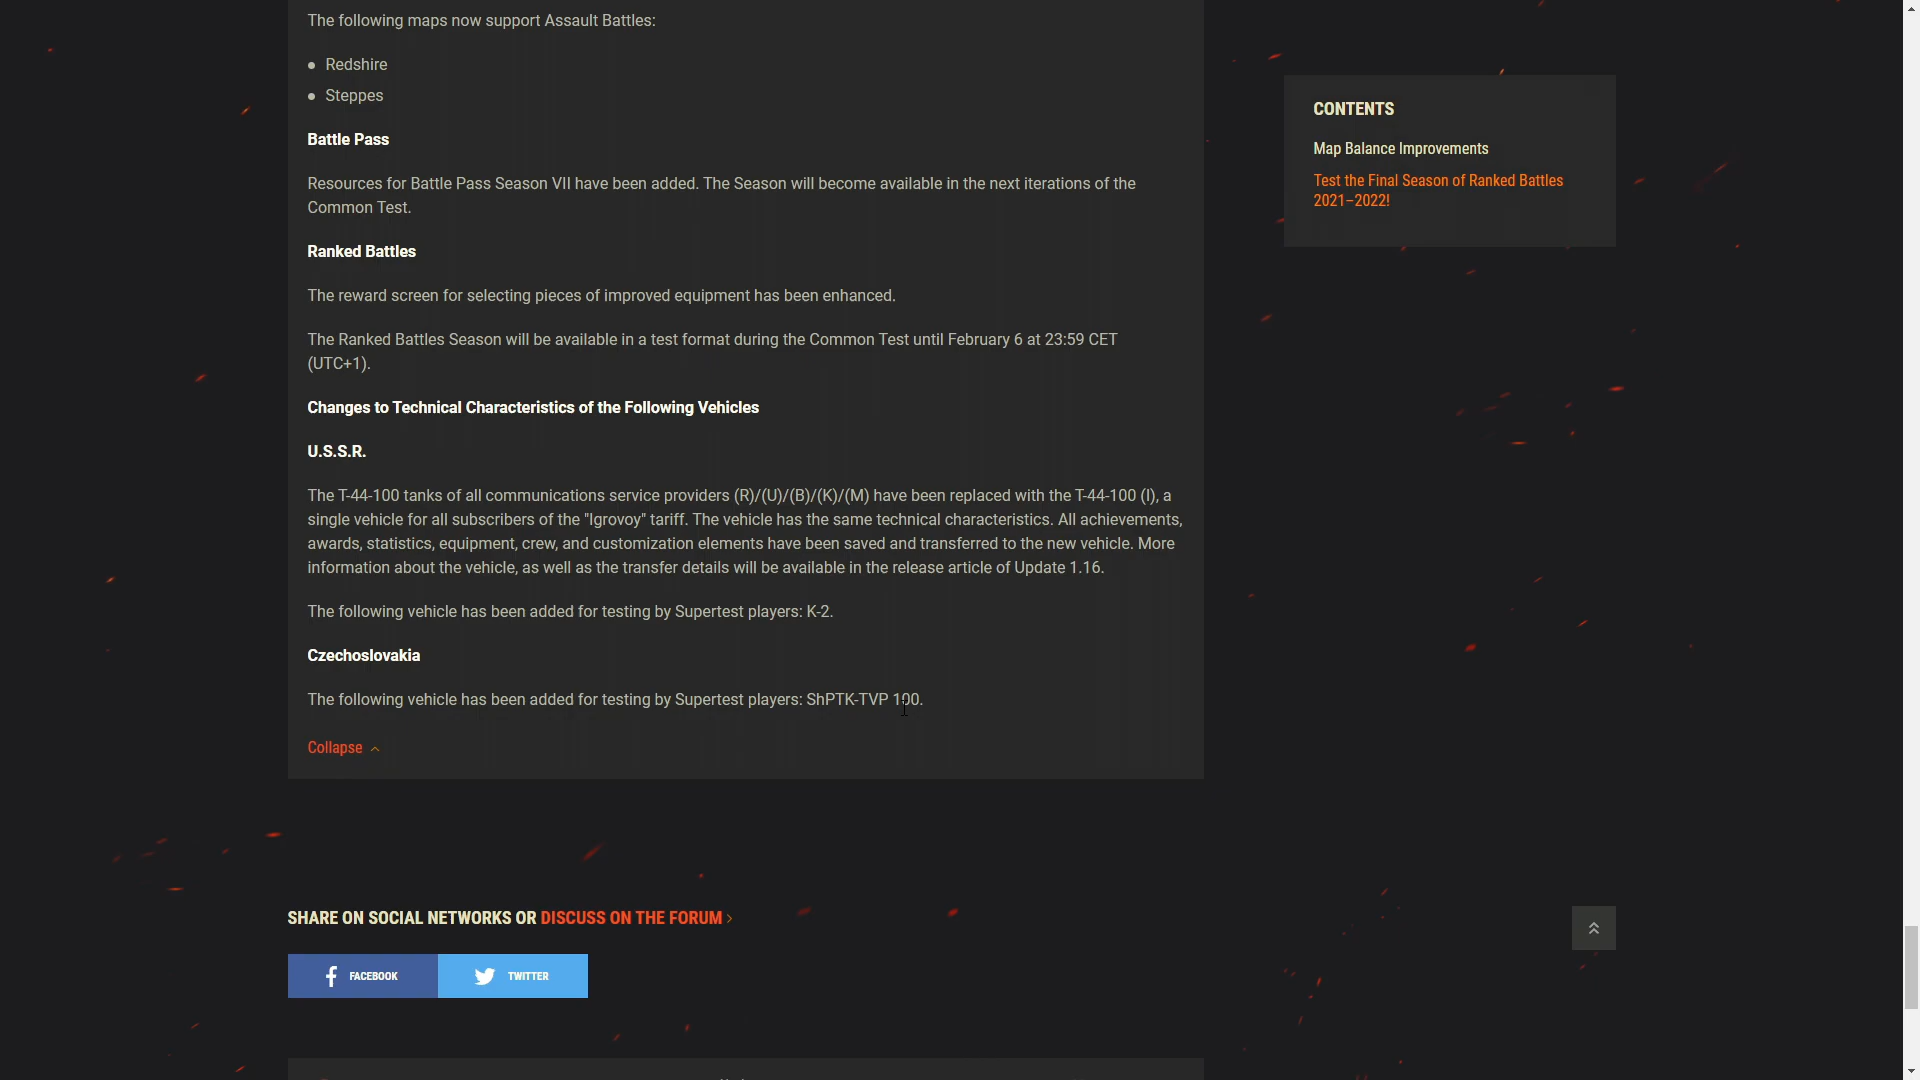 The following maps now support Assault Battles:
Redshire
Steppes
Battle Pass
Resources for Battle Pass Season VII have been added. The Season will become available in the next iterations of the
Common Test.
Ranked Battles
The reward screen for selecting pieces of improved equipment has been enhanced.
The Ranked Battles Season will be available in a test format during the Common Test until February 6 at 23:59 CET
(UTC+1).
Changes to Technical Characteristics of the Following Vehicles
U.S.S.R.
The T-44-100 tanks of all communications service providers (R)/(U)/(B)/(K)/(M) have been replaced with the T-44-100 (I), a
single vehicle for all subscribers of the "Igrovoy" tariff. The vehicle has the same technical characteristics. All achievements,
awards, statistics, equipment, crew, and customization elements have been saved and transferred to the new vehicle. More
information about the vehicle, as well as the transfer details will be available in the release article of Update 1.16.
The following vehicle has been added for testing by Supertest players: K-2.
Czechoslovakia
The following vehicle has been added for testing by Supertest players: ShPTK-TVP 100.
Collapse
SHARE ON SOCIAL NETWORKS OR DISCUSS ON THE FORUM
FACEBOOK
TWITTER
CONTENTS
Map Balance Improvements
Test the Final Season of Ranked Battles
2021–2022!